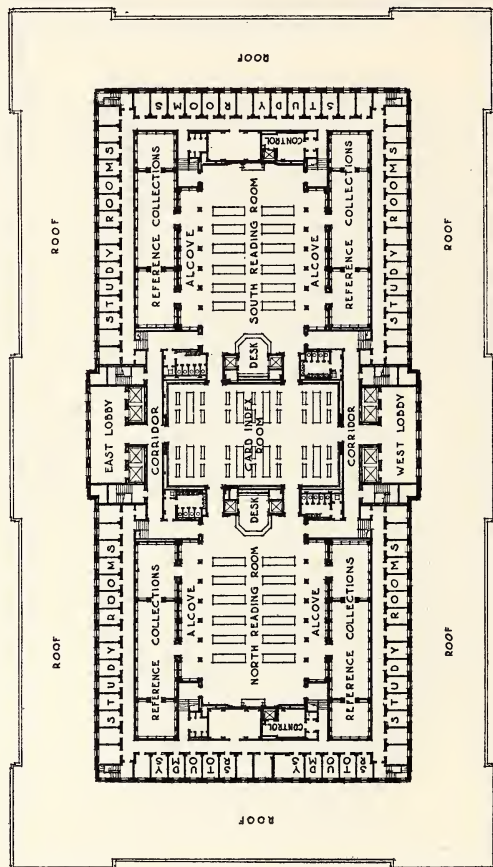 ROOF
STUDY ROOMS
CONTROL
STUDY ROOMS
REFERENCE COLLECTIONS
ALCOVE
SOUTH READING ROOM
ALCOVE
REFERENCE COLLECTIONS
STUDY ROOMS
ROOF
ROOF
DESK
EAST LOBBY
CORRIDOR
CARD INDEX
ROOM
CORRIDOR
WEST LOBBY
DESK
STUDY ROOMS
REFERENCE COLLECTIONS
ALCOVE
NORTH READING ROOM
ALCOVE
REFERENCE COLLECTIONS
STUDY ROOMS
ROOF
ROOF
CONTROL
STUDY ROOMS
STUDY ROOMS
ROOF